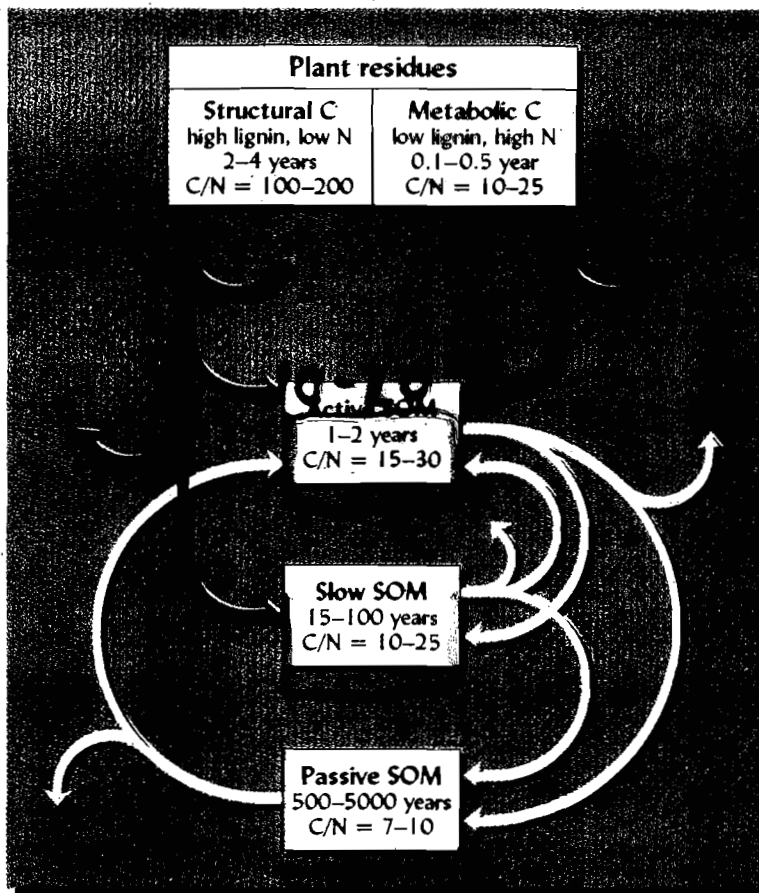 Plant residues
Structural C
high lignin, low N
2–4 years
C/N = 100–200
Metabolic C
low lignin, high N
0.1–0.5 year
C/N = 10–25
Active SOM
1–2 years
C/N = 15–30
Slow SOM
15–100 years
C/N = 10–25
Passive SOM
500–5000 years
C/N = 7–10